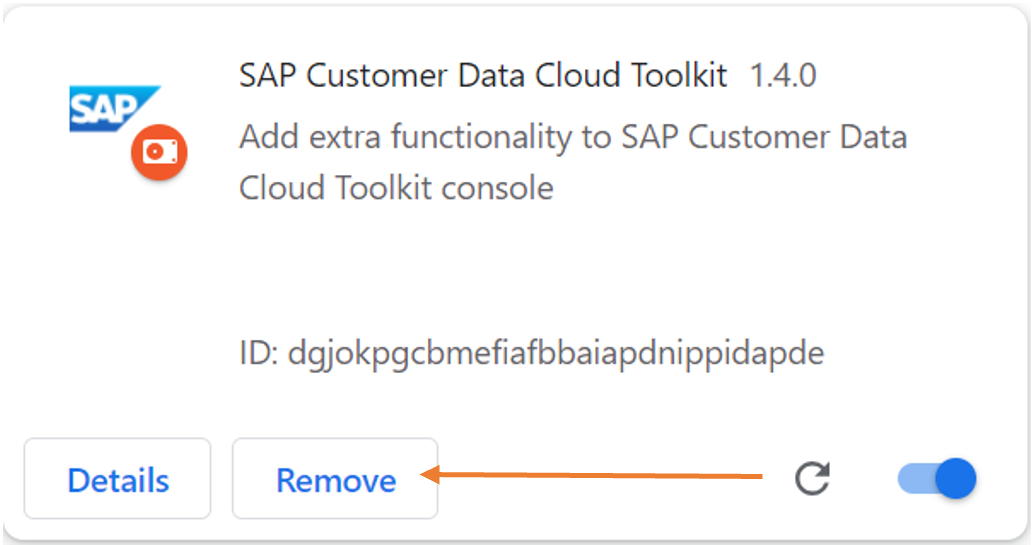 SAP Customer Data Cloud Toolkit 1.4.0
SAP
Add extra functionality to SAP Customer Data
Cloud Toolkit console
ID: dgjokpgcbmefiafbbaiapdnippidapde
Details
Remove